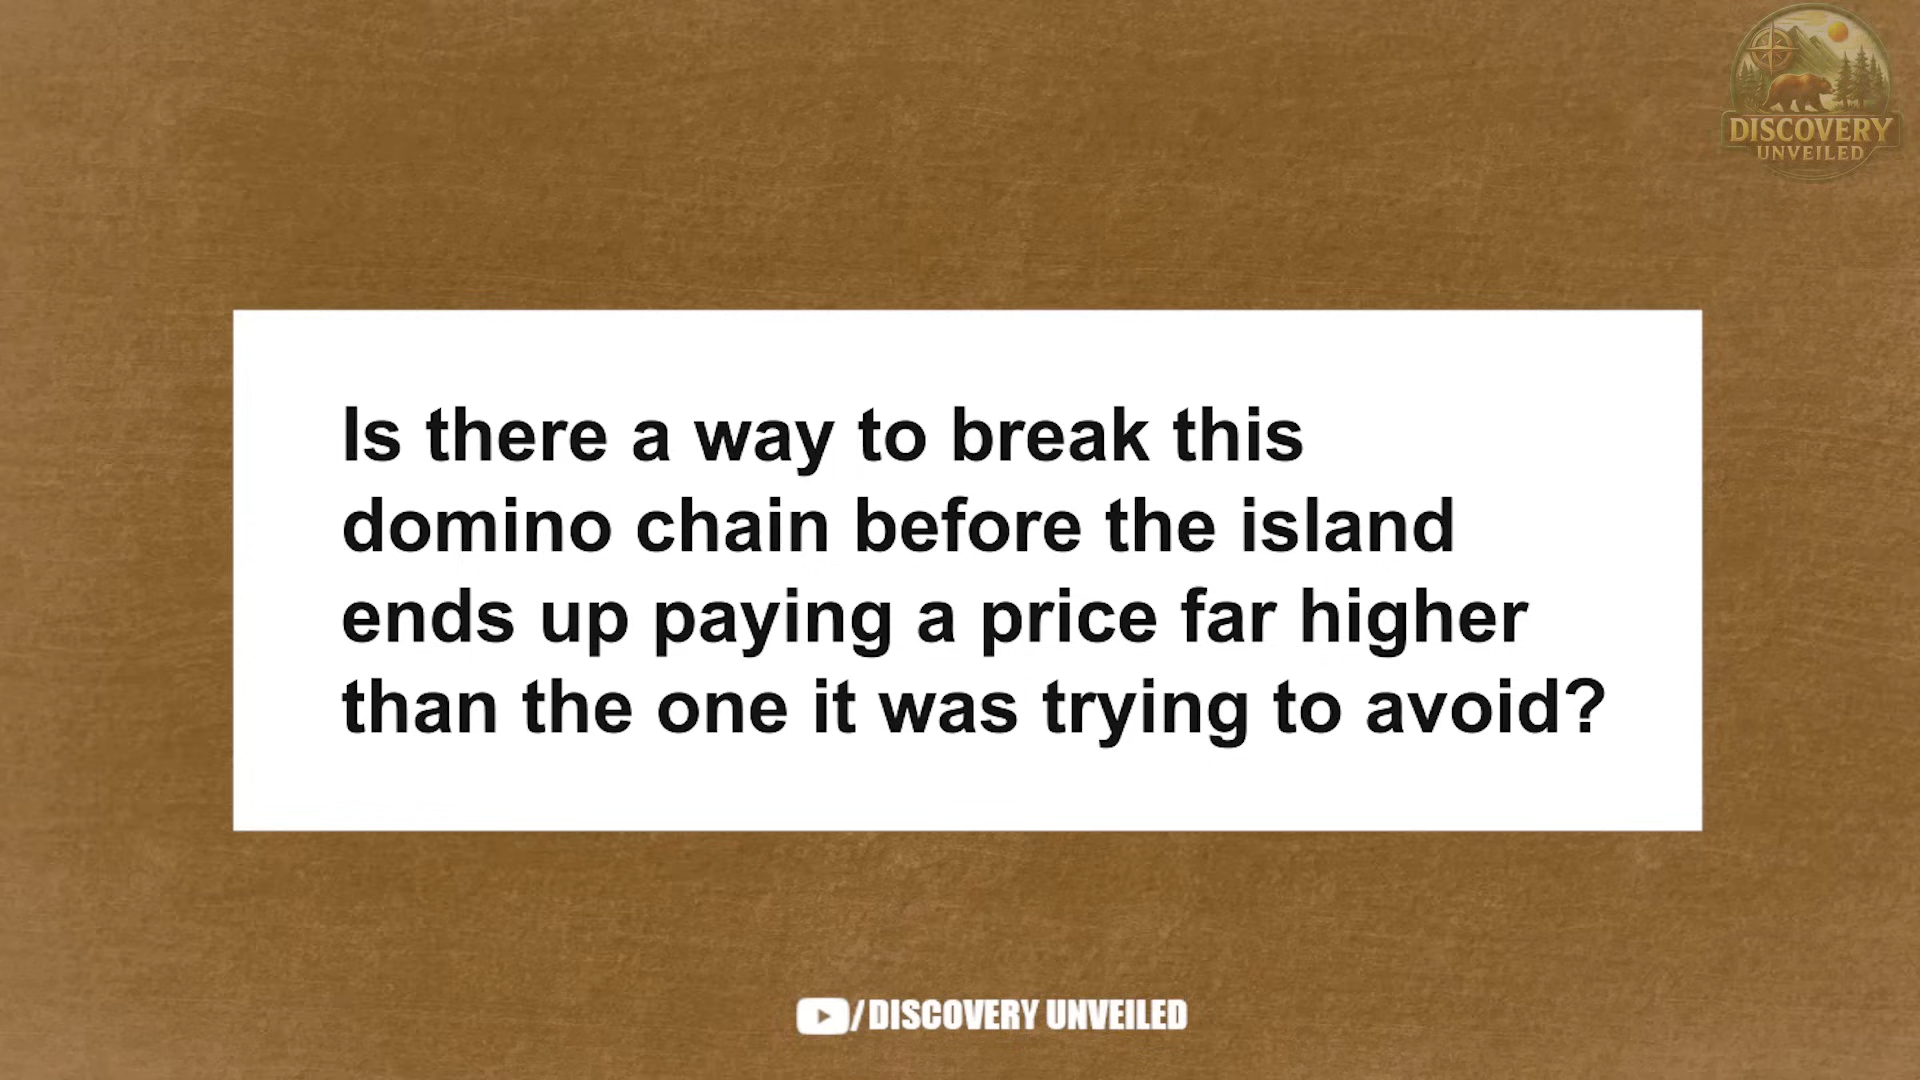 DISCOVERY
UNVEILED
Is there a way to break this
domino chain before the island
ends up paying a price far higher
than the one it was trying to avoid?
/DISCOVERY UNVEILED